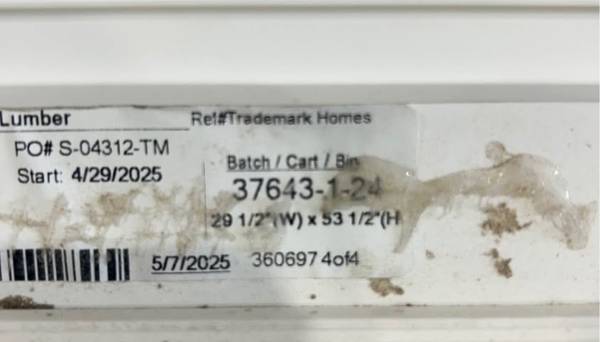 Lumber Ref#Trademark Homes
PO# S-04312-TM
Start: 4/29/2025
Batch / Cart / Bin
37643-1-24
29 1/2"(W) x 53 1/2"(H
5/7/2025 360697 4of4